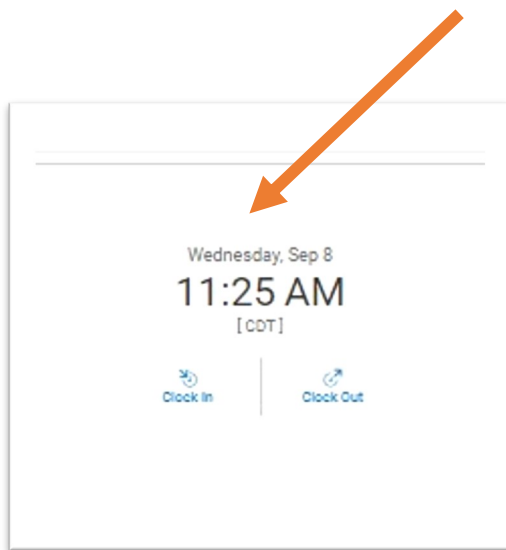 Wednesday, Sep 8
11:25 AM
[ CDT ]
Clock In
Clock Out